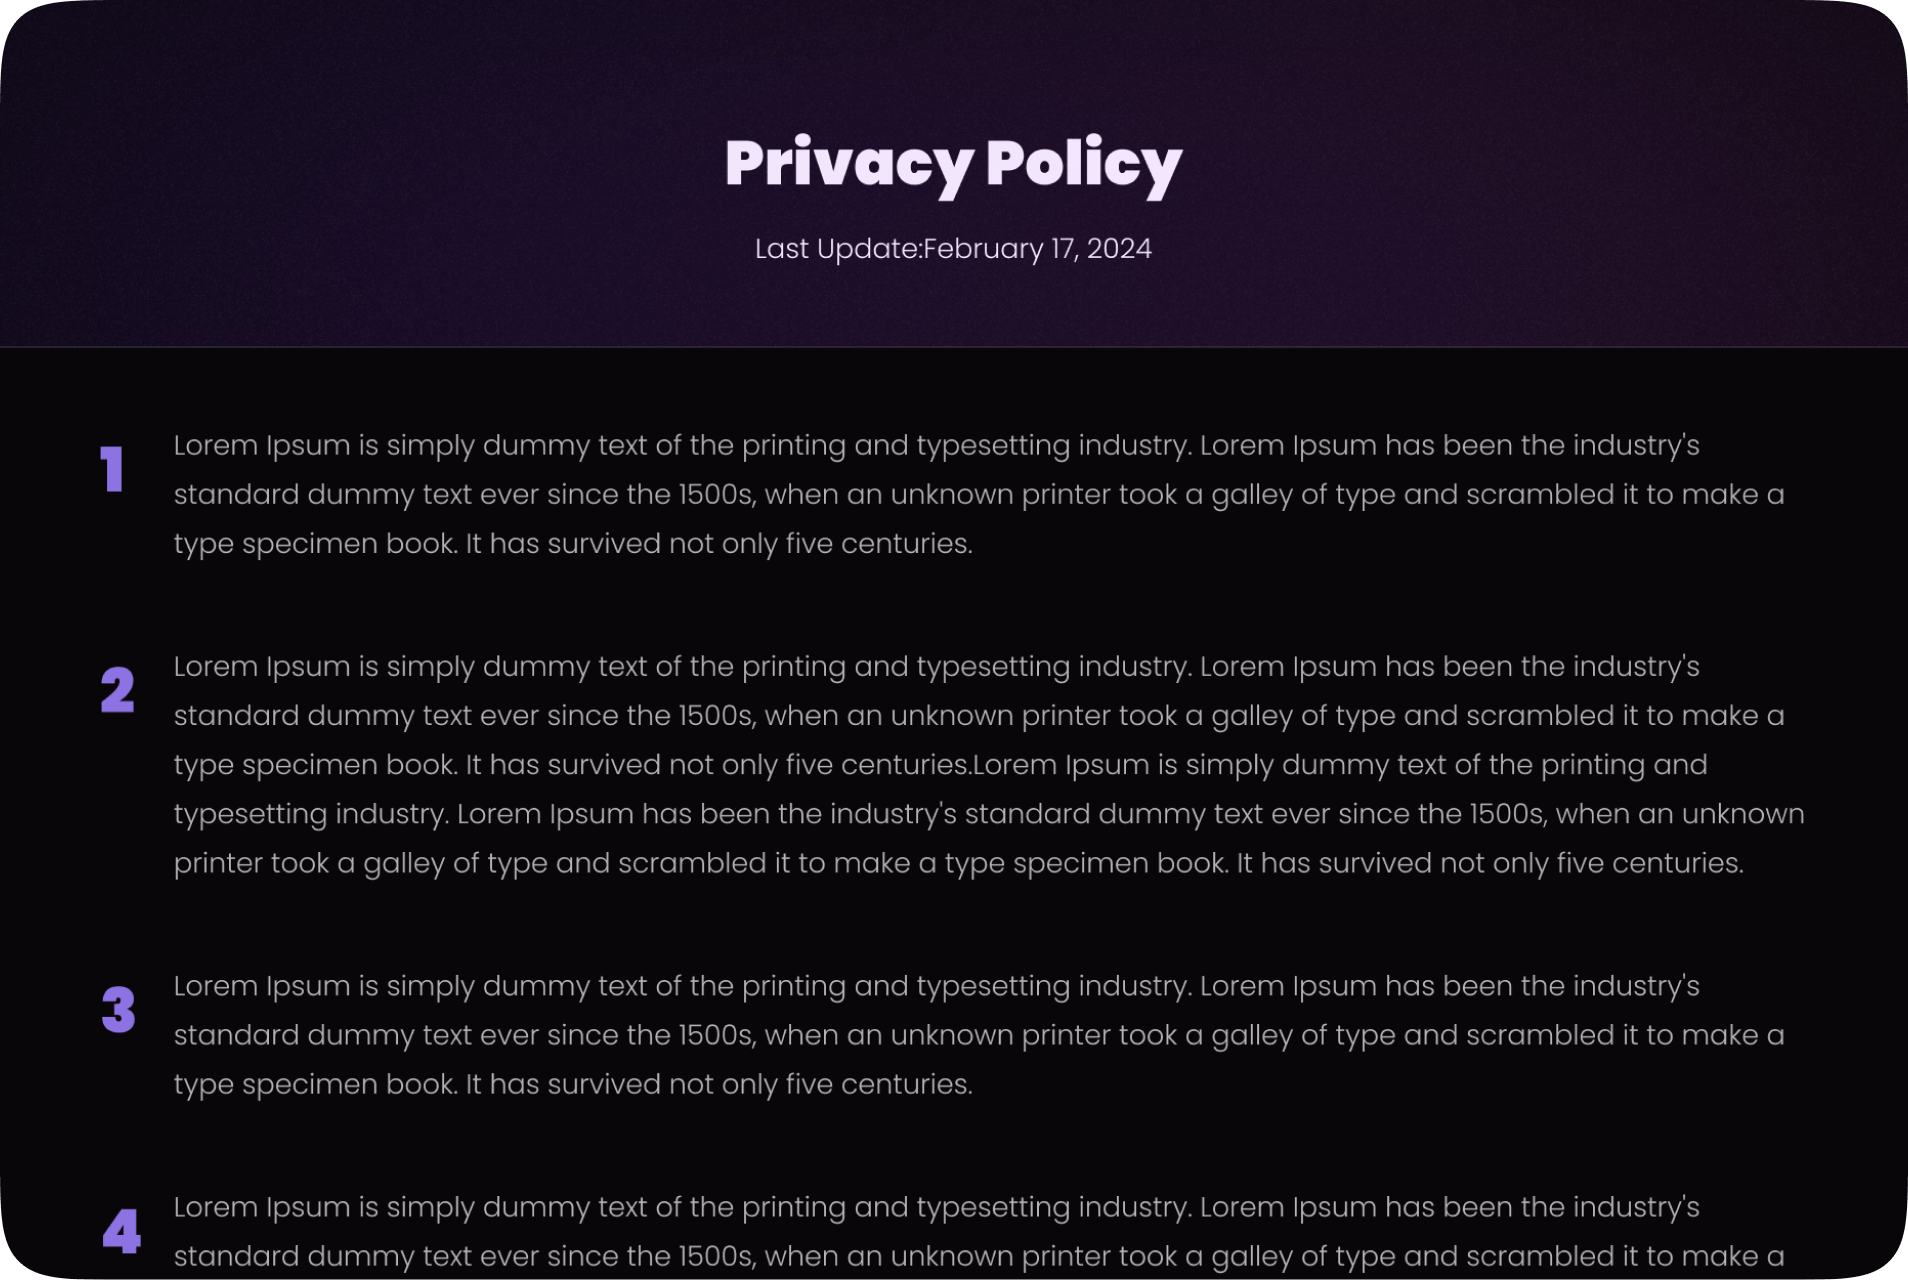 Privacy Policy
Last Update:February 17, 2024
1
Lorem Ipsum is simply dummy text of the printing and typesetting industry. Lorem Ipsum has been the industry's
standard dummy text ever since the 1500s, when an unknown printer took a galley of type and scrambled it to make a
type specimen book. It has survived not only five centuries.
2
Lorem Ipsum is simply dummy text of the printing and typesetting industry. Lorem Ipsum has been the industry's
standard dummy text ever since the 1500s, when an unknown printer took a galley of type and scrambled it to make a
type specimen book. It has survived not only five centuries.Lorem Ipsum is simply dummy text of the printing and
typesetting industry. Lorem Ipsum has been the industry's standard dummy text ever since the 1500s, when an unknown
printer took a galley of type and scrambled it to make a type specimen book. It has survived not only five centuries.
3
Lorem Ipsum is simply dummy text of the printing and typesetting industry. Lorem Ipsum has been the industry's
standard dummy text ever since the 1500s, when an unknown printer took a galley of type and scrambled it to make a
type specimen book. It has survived not only five centuries.
4
Lorem Ipsum is simply dummy text of the printing and typesetting industry. Lorem Ipsum has been the industry's
standard dummy text ever since the 1500s, when an unknown printer took a galley of type and scrambled it to make a